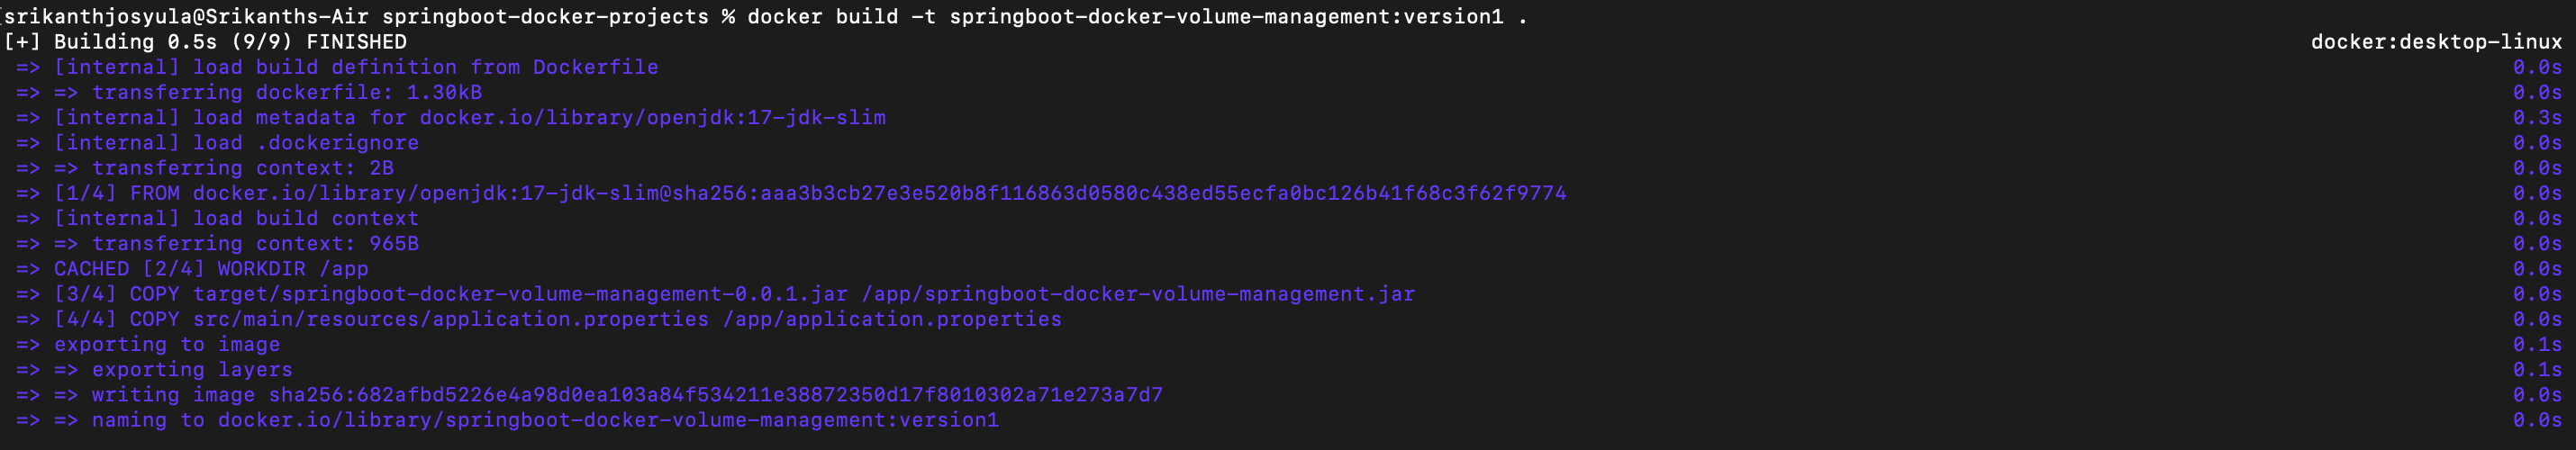 srikanthjosyula@Srikanths-Air springboot-docker-projects % docker build -t springboot-docker-volume-management:version1 .
[+] Building 0.5s (9/9) FINISHED docker:desktop-linux
=> [internal] load build definition from Dockerfile 0.0s
=> => transferring dockerfile: 1.30kB 0.0s
=> [internal] load metadata for docker.io/library/openjdk:17-jdk-slim 0.3s
=> [internal] load .dockerignore 0.0s
=> => transferring context: 2B 0.0s
=> [1/4] FROM docker.io/library/openjdk:17-jdk-slim@sha256:aaa3b3cb27e3e520b8f116863d0580c438ed55ecfa0bc126b41f68c3f62f9774 0.0s
=> [internal] load build context 0.0s
=> => transferring context: 965B 0.0s
=> CACHED [2/4] WORKDIR /app 0.0s
=> [3/4] COPY target/springboot-docker-volume-management-0.0.1.jar /app/springboot-docker-volume-management.jar 0.0s
=> [4/4] COPY src/main/resources/application.properties /app/application.properties 0.0s
=> exporting to image 0.1s
=> => exporting layers 0.1s
=> => writing image sha256:682afbd5226e4a98d0ea103a84f534211e38872350d17f8010302a71e273a7d7 0.0s
=> => naming to docker.io/library/springboot-docker-volume-management:version1 0.0s